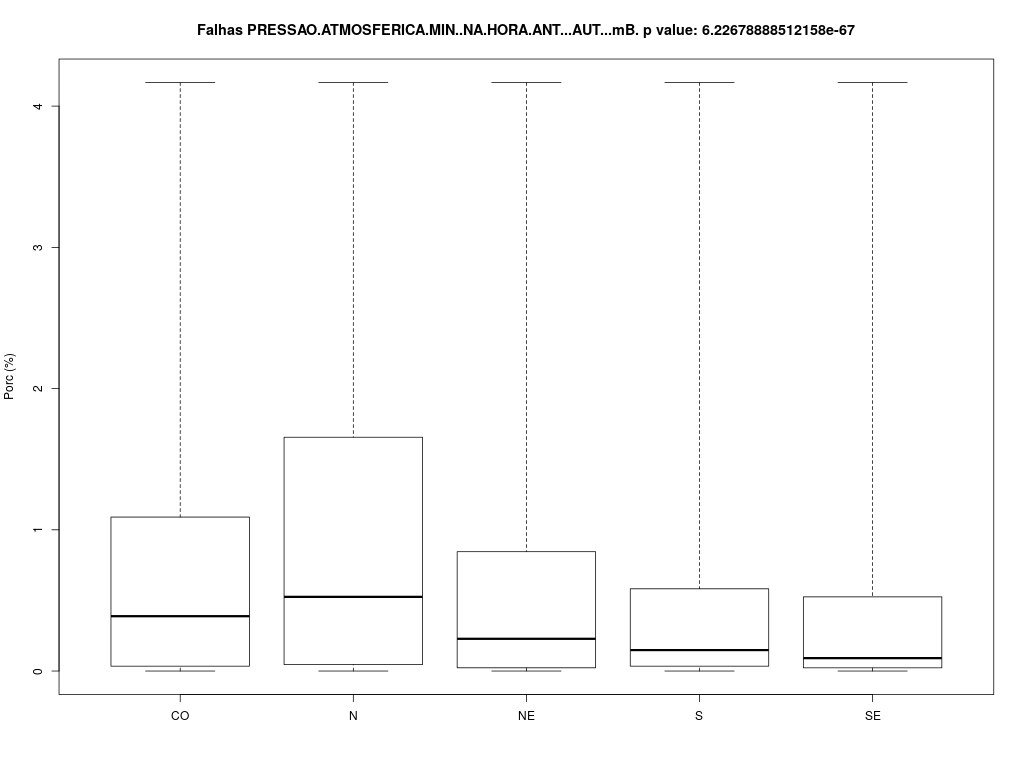 Falhas PRESSAO.ATMOSFERICA.MIN..NA.HORA.ANT...AUT...mB. p value: 6.22678888512158e-67
Porc (%)
4
3
2
1
0
CO N NE S SE